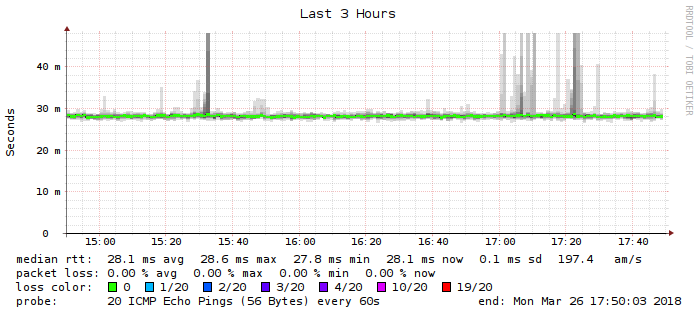 Last 3 Hours
RRDTOOL / TOBI OETIKER
Seconds
40 m
30 m
20 m
10 m
0
15:00 15:20 15:40 16:00 16:20 16:40 17:00 17:20 17:40
median rtt: 28.1 ms avg 28.6 ms max 27.8 ms min 28.1 ms now 0.1 ms sd 197.4 am/s
packet loss: 0.00 % avg 0.00 % max 0.00 % min 0.00 % now
loss color: 0 1/20 2/20 3/20 4/20 10/20 19/20
probe: 20 ICMP Echo Pings (56 Bytes) every 60s end: Mon Mar 26 17:50:03 2018